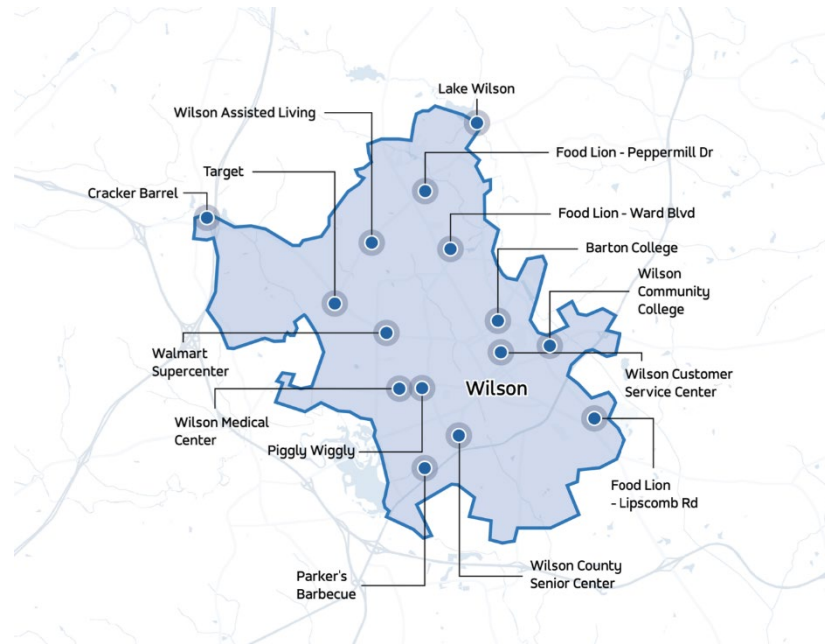 Lake Wilson
Wilson Assisted Living
Food Lion - Peppermill Dr
Target
Cracker Barrel
Food Lion - Ward Blvd
Barton College
Wilson
Community
College
Walmart
Supercenter
Wilson Customer
Service Center
Wilson
Wilson Medical
Center
Piggly Wiggly
Food Lion
- Lipscomb Rd
Wilson County
Senior Center
Parker's
Barbecue